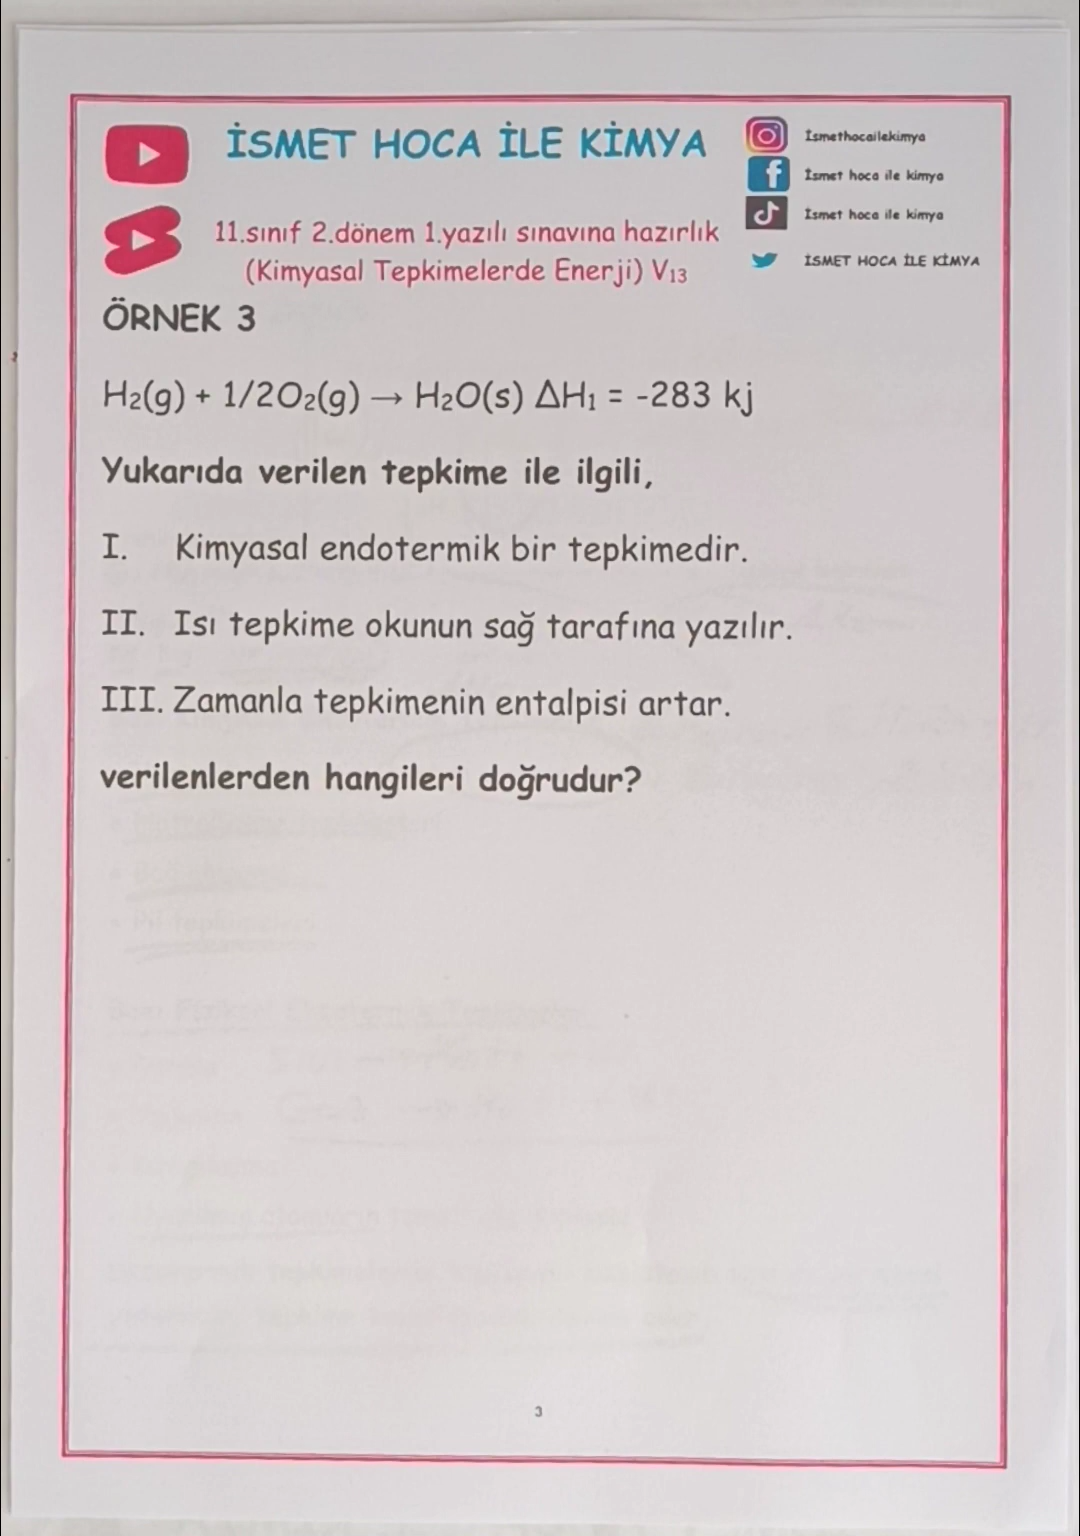 İSMET HOCA İLE KİMYA
İsmethocailekimya
İsmet hoca ile kimya
İsmet hoca ile kimya
İSMET HOCA İLE KİMYA
11.sınıf 2.dönem 1.yazılı sınavına hazırlık
(Kimyasal Tepkimelerde Enerji) V13
ÖRNEK 3
H₂(g) + 1/2O₂(g) → H₂O(s) ΔH₁ = -283 kj
Yukarıda verilen tepkime ile ilgili,
I. Kimyasal endotermik bir tepkimedir.
II. Isı tepkime okunun sağ tarafına yazılır.
III. Zamanla tepkimenin entalpisi artar.
verilenlerden hangileri doğrudur?
3